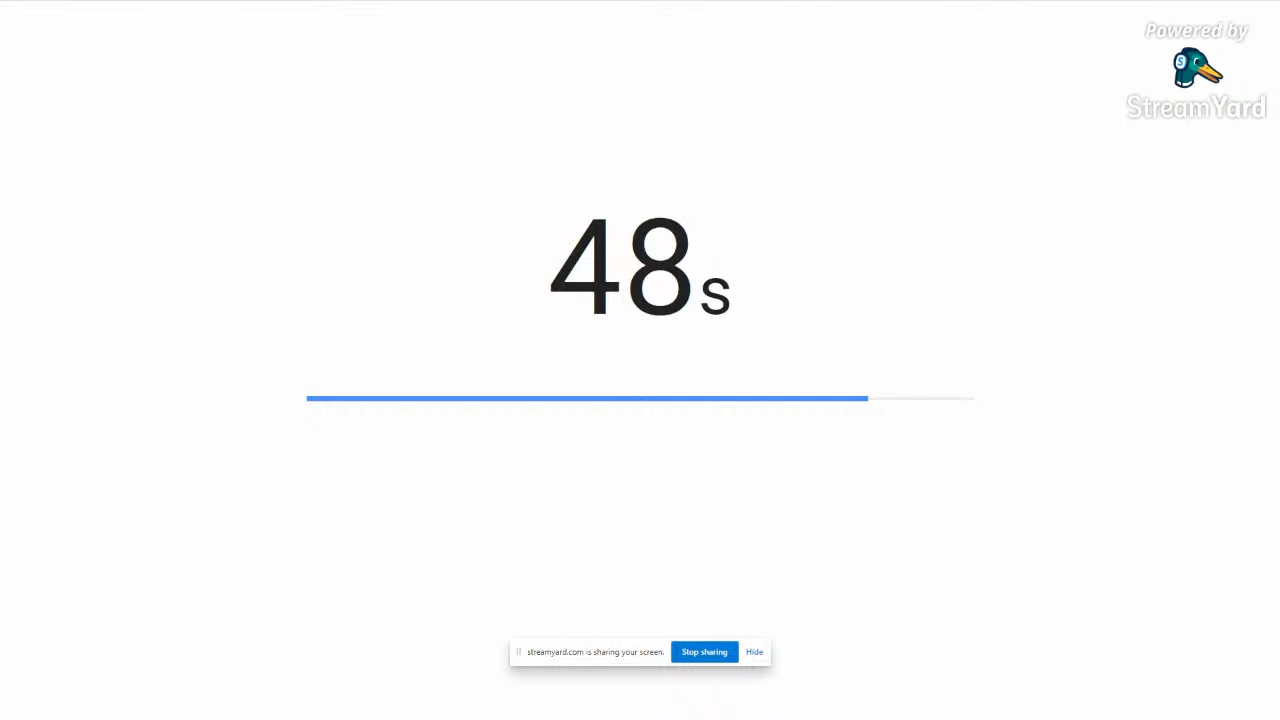 Powered by
S
StreamYard
48s
streamyard.com is sharing your screen.
Stop sharing
Hide